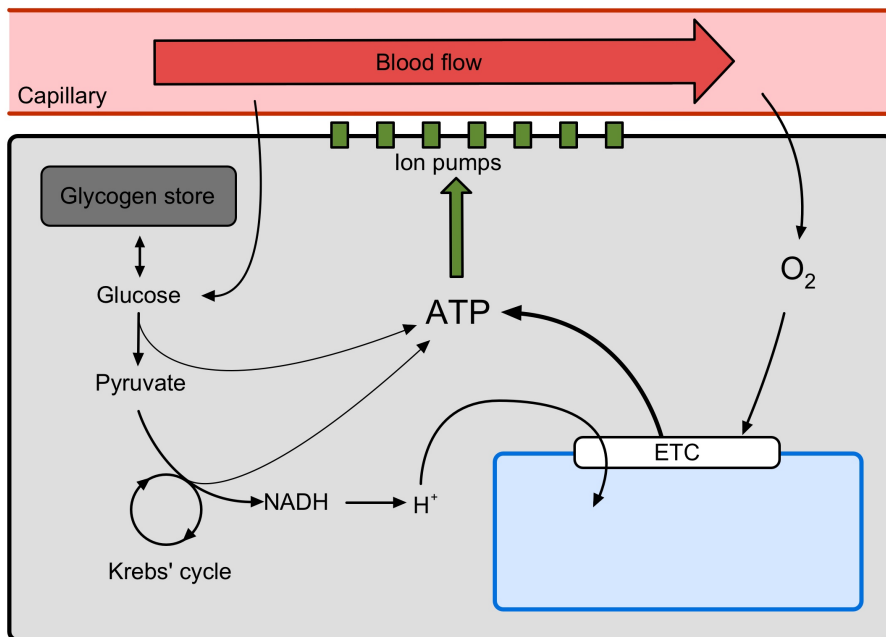 Blood flow
Capillary
Ion pumps
Glycogen store
Glucose
O₂
ATP
Pyruvate
ETC
NADH
H⁺
Krebs' cycle